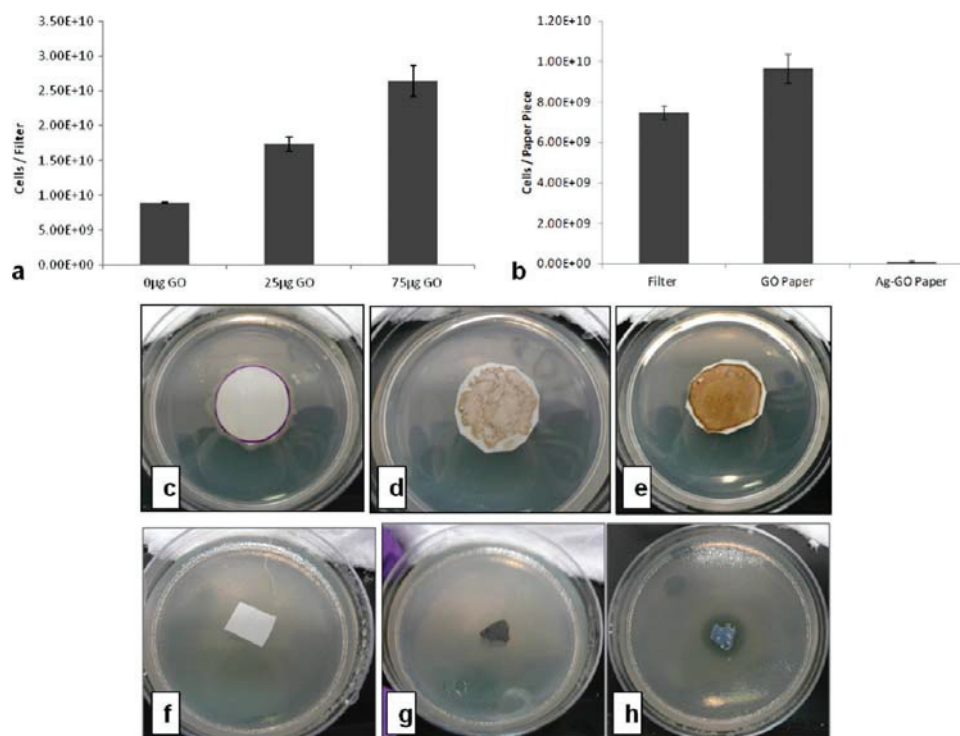 3.50E+10
3.00E+10
2.50E+10
2.00E+10
1.50E+10
1.00E+10
5.00E+09
0.00E+00
Cells / Filter
0µg GO 25µg GO 75µg GO
a
1.20E+10
1.00E+10
8.00E+09
6.00E+09
4.00E+09
2.00E+09
0.00E+00
Cells / Paper Piece
Filter GO Paper Ag-GO Paper
b
c d e
f g h